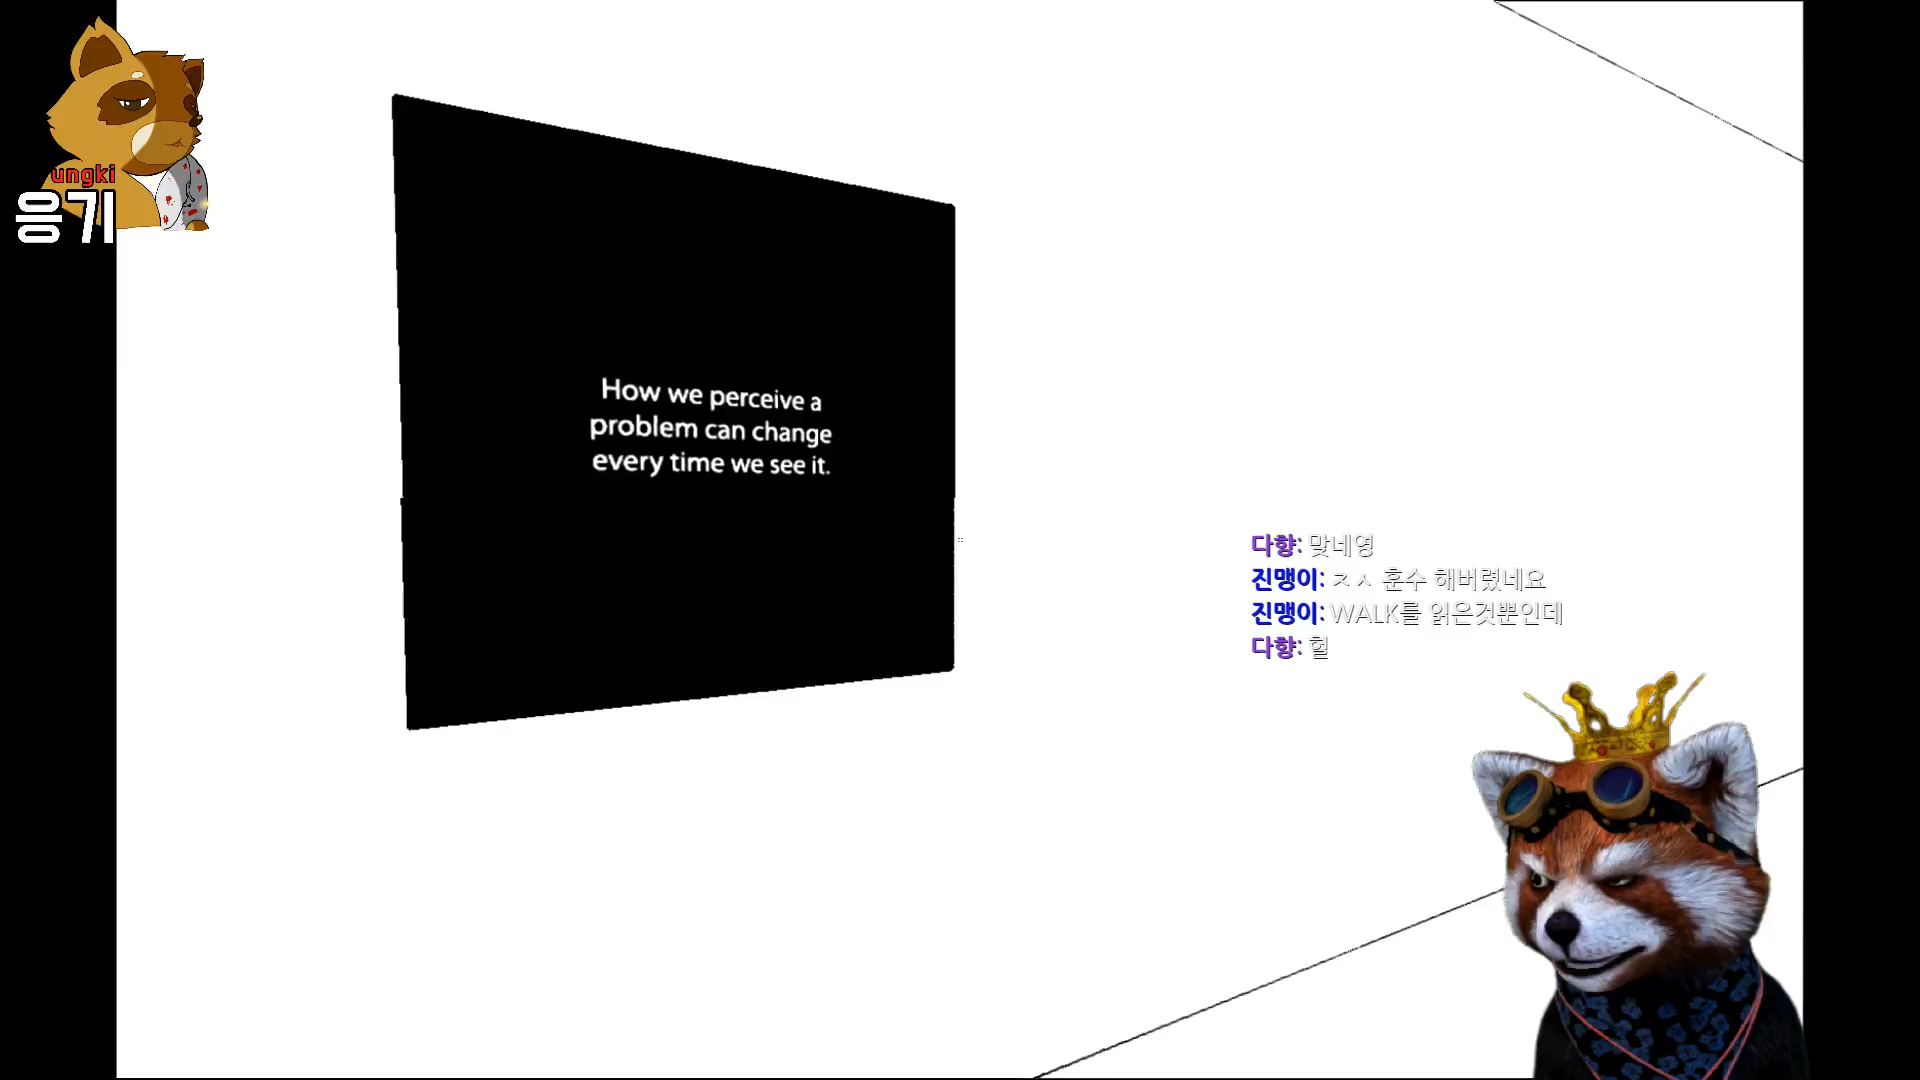 ungki
응기
How we perceive a
problem can change
every time we see it.
다향: 맞네영
진맹이: ㅈㅅ 훈수 해버렸네요
진맹이: WALK를 읽은것뿐인데
다향: 헐